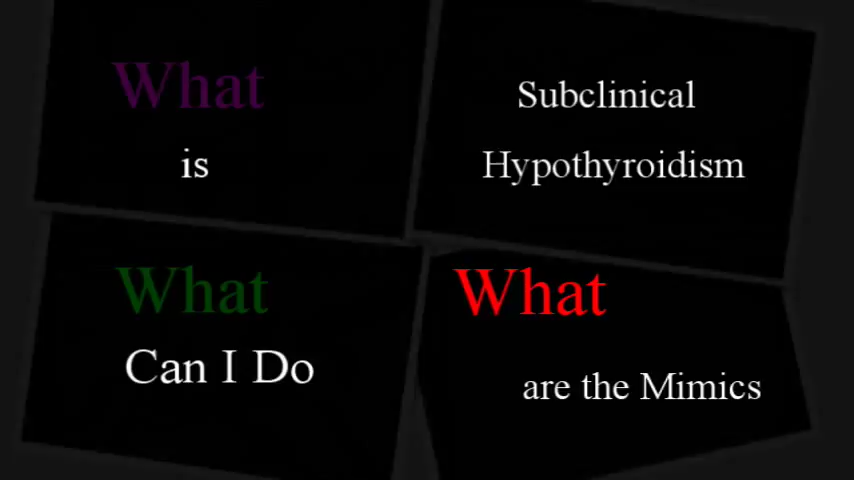 What
is
Subclinical
Hypothyroidism
What
Can I Do
What
are the Mimics